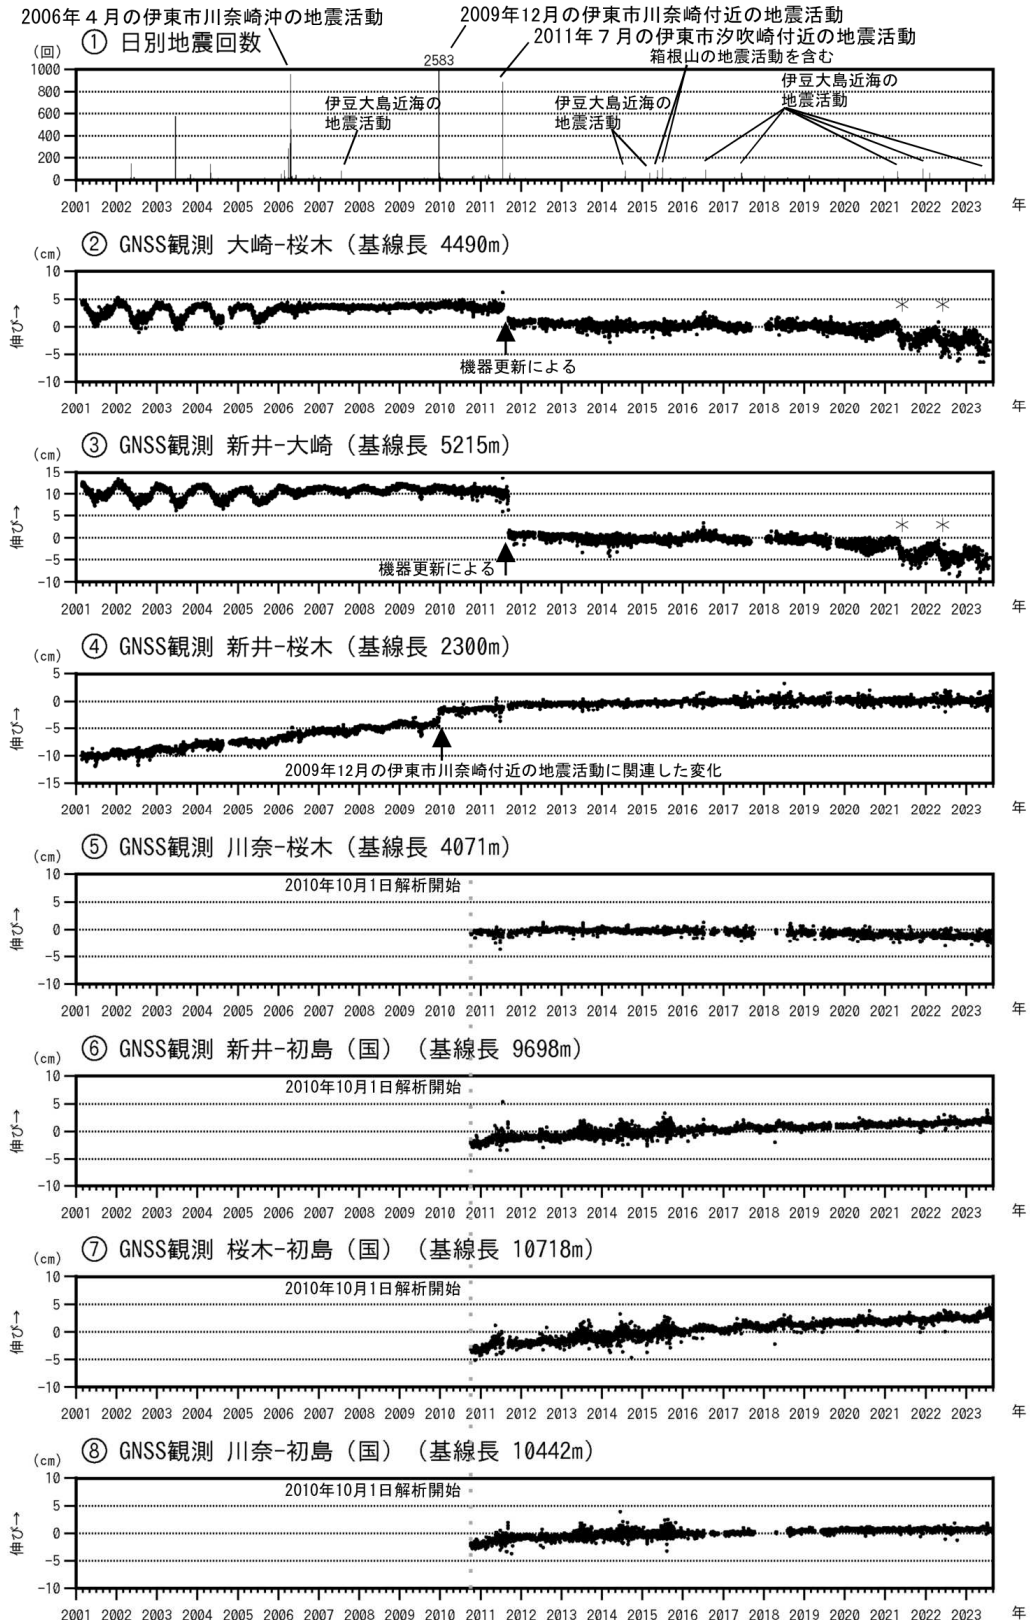 2006年４月の伊東市川奈崎沖の地震活動
2009年12月の伊東市川奈崎付近の地震活動
2011年７月の伊東市汐吹崎付近の地震活動
箱根山の地震活動を含む
① 日別地震回数
(回)
2583
伊豆大島近海の
地震活動
伊豆大島近海の
地震活動
伊豆大島近海の
地震活動
1000
800
600
400
200
0
2001 2002 2003 2004 2005 2006 2007 2008 2009 2010 2011 2012 2013 2014 2015 2016 2017 2018 2019 2020 2021 2022 2023 年
② GNSS観測 大崎-桜木（基線長 4490m）
(cm)
伸び→
10
5
0
-5
-10
＊ ＊
機器更新による
2001 2002 2003 2004 2005 2006 2007 2008 2009 2010 2011 2012 2013 2014 2015 2016 2017 2018 2019 2020 2021 2022 2023 年
③ GNSS観測 新井-大崎（基線長 5215m）
(cm)
伸び→
15
10
5
0
-5
-10
＊ ＊
機器更新による
2001 2002 2003 2004 2005 2006 2007 2008 2009 2010 2011 2012 2013 2014 2015 2016 2017 2018 2019 2020 2021 2022 2023 年
④ GNSS観測 新井-桜木（基線長 2300m）
(cm)
伸び→
5
0
-5
-10
-15
2009年12月の伊東市川奈崎付近の地震活動に関連した変化
2001 2002 2003 2004 2005 2006 2007 2008 2009 2010 2011 2012 2013 2014 2015 2016 2017 2018 2019 2020 2021 2022 2023 年
⑤ GNSS観測 川奈-桜木（基線長 4071m）
(cm)
伸び→
10
5
0
-5
-10
2010年10月1日解析開始
2001 2002 2003 2004 2005 2006 2007 2008 2009 2010 2011 2012 2013 2014 2015 2016 2017 2018 2019 2020 2021 2022 2023 年
⑥ GNSS観測 新井-初島（国）（基線長 9698m）
(cm)
伸び→
10
5
0
-5
-10
2010年10月1日解析開始
2001 2002 2003 2004 2005 2006 2007 2008 2009 2010 2011 2012 2013 2014 2015 2016 2017 2018 2019 2020 2021 2022 2023 年
⑦ GNSS観測 桜木-初島（国）（基線長 10718m）
(cm)
伸び→
10
5
0
-5
-10
2010年10月1日解析開始
2001 2002 2003 2004 2005 2006 2007 2008 2009 2010 2011 2012 2013 2014 2015 2016 2017 2018 2019 2020 2021 2022 2023 年
⑧ GNSS観測 川奈-初島（国）（基線長 10442m）
(cm)
伸び→
10
5
0
-5
-10
2010年10月1日解析開始
2001 2002 2003 2004 2005 2006 2007 2008 2009 2010 2011 2012 2013 2014 2015 2016 2017 2018 2019 2020 2021 2022 2023 年